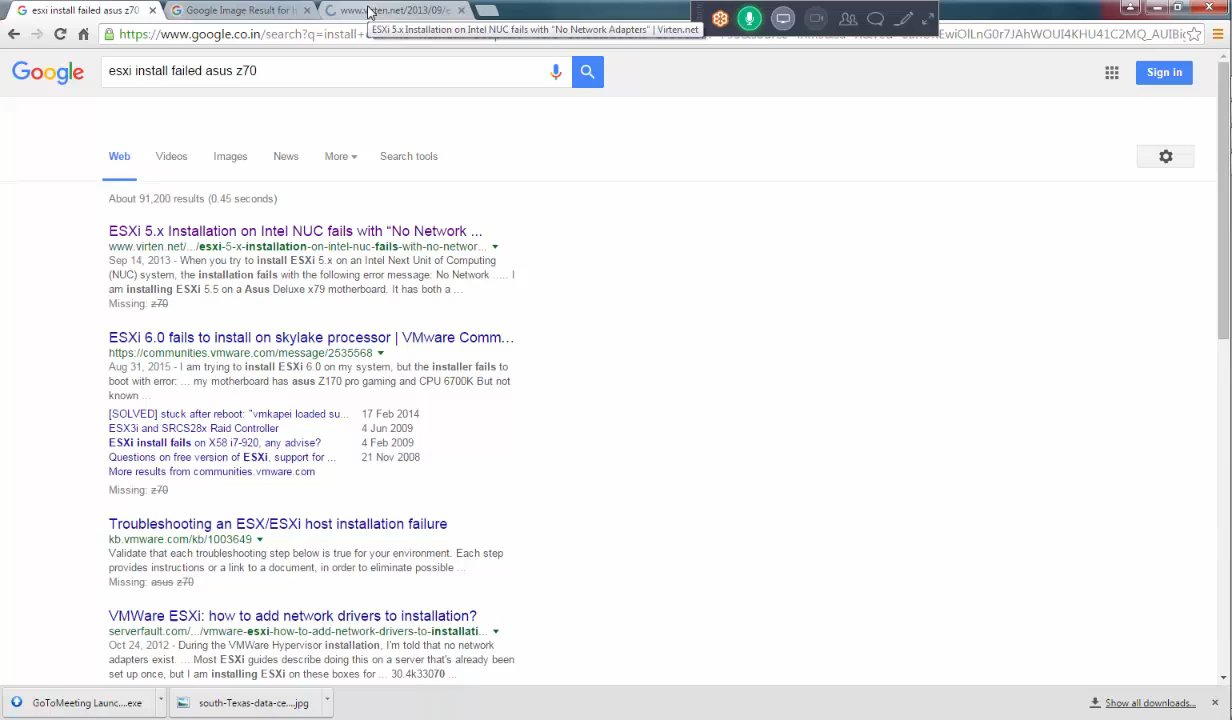 esxi install failed asus z70
Google Image Result for h
www.virten.net/2013/09/e
ESXi 5.x Installation on Intel NUC fails with "No Network Adapters" | Virten.net
https://www.google.co.in/search?q=install+
Google
esxi install failed asus z70
Sign in
Web Videos Images News More Search tools
About 91,200 results (0.45 seconds)
ESXi 5.x Installation on Intel NUC fails with “No Network ...
www.virten.net/.../esxi-5-x-installation-on-intel-nuc-fails-with-no-networ...
Sep 14, 2013 - When you try to install ESXi 5.x on an Intel Next Unit of Computing
(NUC) system, the installation fails with the following error message: No Network ..... I
am installing ESXi 5.5 on a Asus Deluxe x79 motherboard. It has both a ...
Missing: z70
ESXi 6.0 fails to install on skylake processor | VMware Comm...
https://communities.vmware.com/message/2535568
Aug 31, 2015 - I am trying to install ESXi 6.0 on my system, but the installer fails to
boot with error: ... my motherboard has asus Z170 pro gaming and CPU 6700K But not
known ...
[SOLVED] stuck after reboot: "vmkapei loaded su... 17 Feb 2014
ESX3i and SRCS28x Raid Controller 4 Jun 2009
ESXi install fails on X58 i7-920, any advise? 4 Feb 2009
Questions on free version of ESXi, support for ... 21 Nov 2008
More results from communities.vmware.com
Missing: z70
Troubleshooting an ESX/ESXi host installation failure
kb.vmware.com/kb/1003649
Validate that each troubleshooting step below is true for your environment. Each step
provides instructions or a link to a document, in order to eliminate possible ...
Missing: asus z70
VMWare ESXi: how to add network drivers to installation?
serverfault.com/.../vmware-esxi-how-to-add-network-drivers-to-installati...
Oct 24, 2012 - During the VMWare Hypervisor installation, I'm told that no network
adapters exist. ... Most ESXi guides describe doing this on a server that's already been
set up once, but I am installing ESXi on these boxes for ... 30.4k33070 ...
GoToMeeting Launc....exe
south-Texas-data-ce....jpg
Show all downloads...